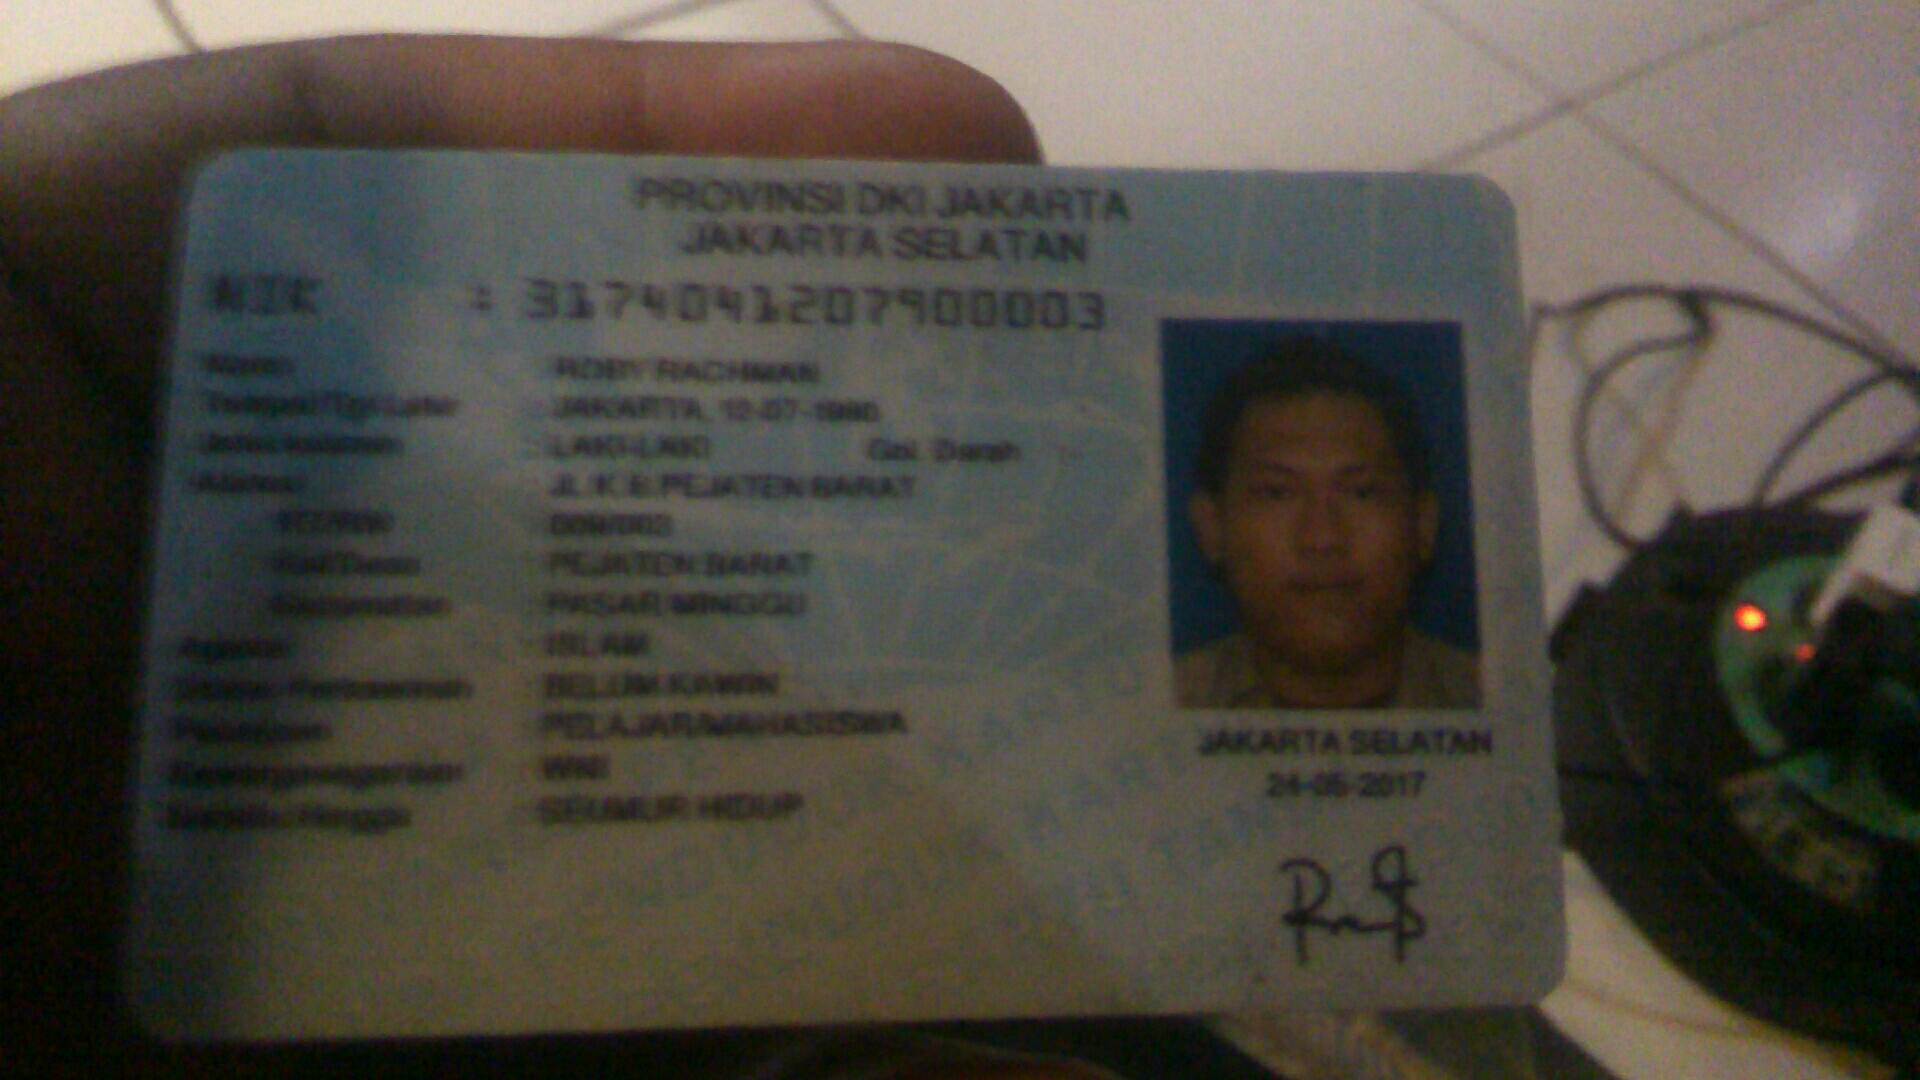 PROVINSI DKI JAKARTA
JAKARTA SELATAN
NIK : 3174041207900003
Nama : ROBY RACHMAN
Tempat/Tgl Lahir : JAKARTA, 12-07-1990
Jenis kelamin : LAKI-LAKI Gol. Darah : -
Alamat : JL. K 6 PEJATEN BARAT
RT/RW :
Kel/Desa : PEJATEN BARAT
Kecamatan : PASAR MINGGU
Agama : ISLAM
Status Perkawinan : BELUM KAWIN
Pekerjaan : PELAJAR/MAHASISWA
Kewarganegaraan : WNI
Berlaku Hingga : SEUMUR HIDUP
JAKARTA SELATAN
24-05-2017